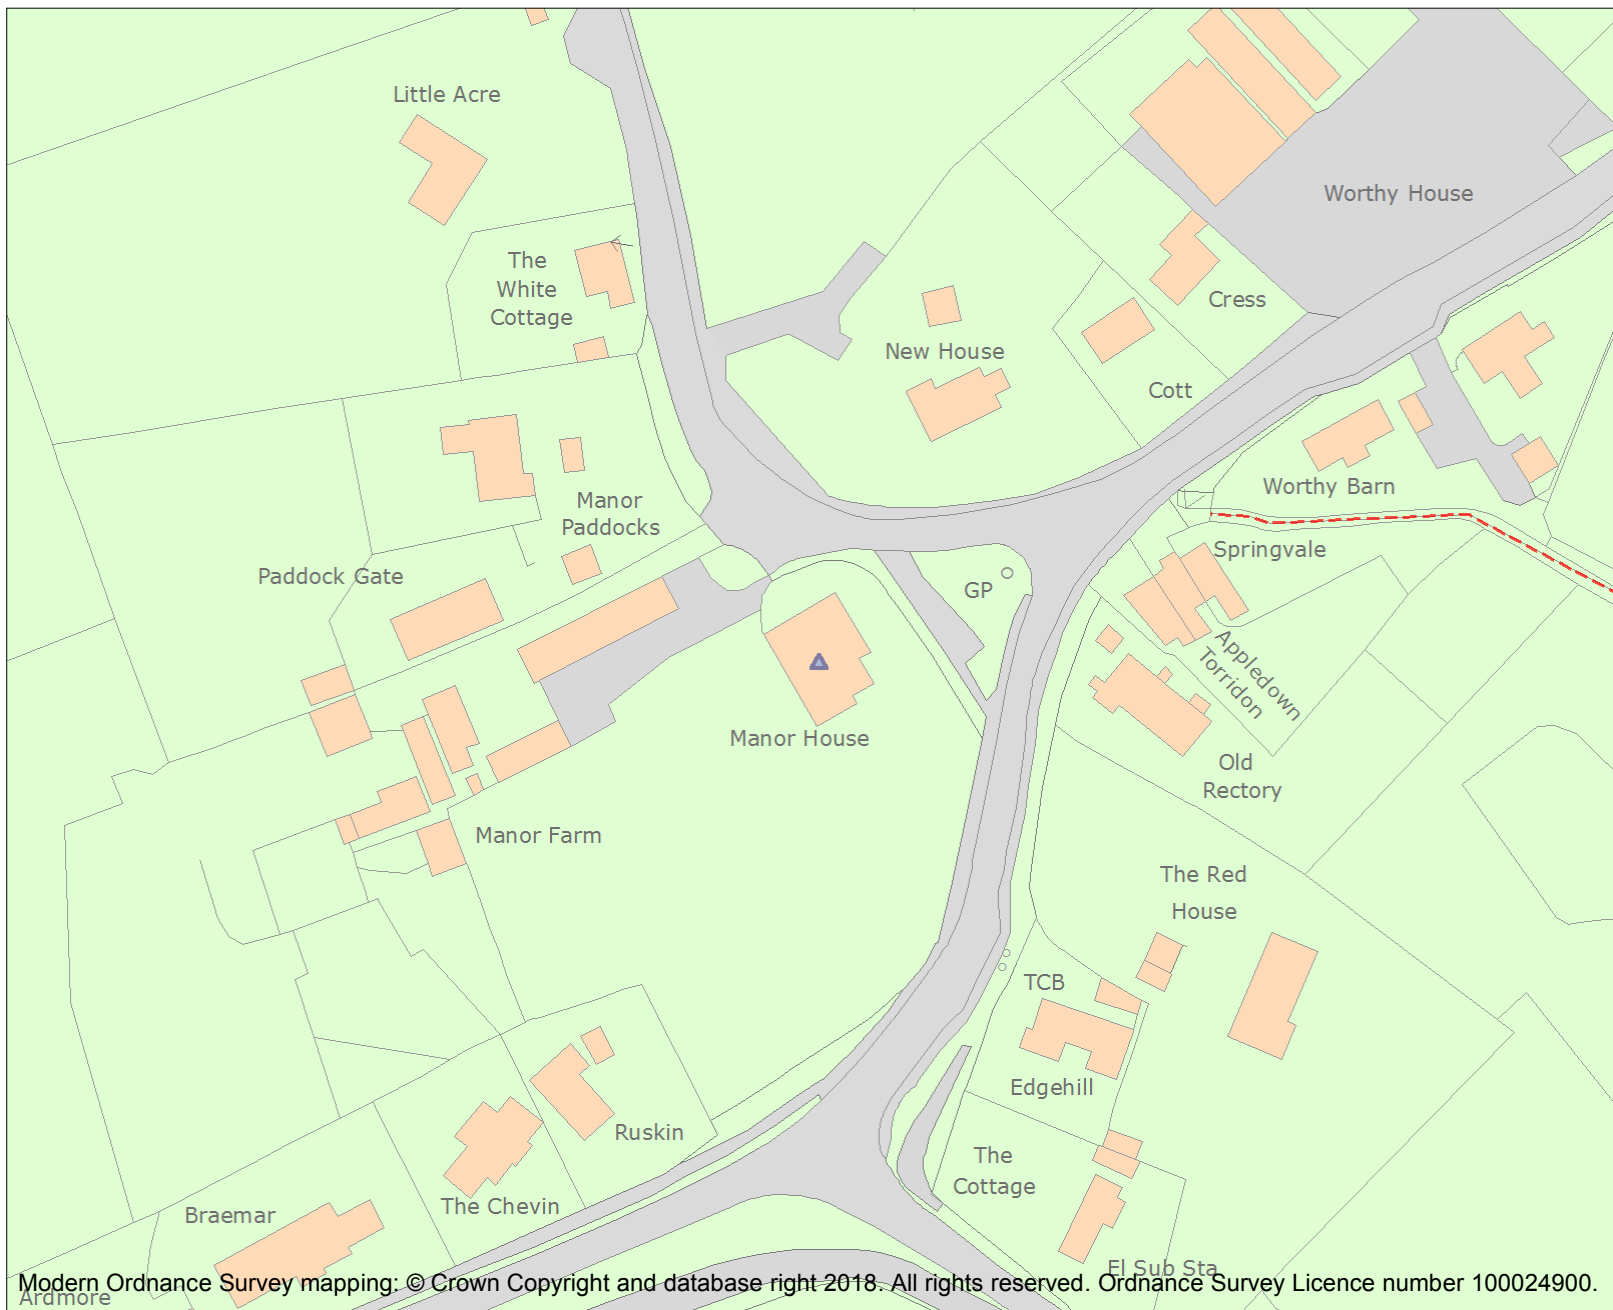 Little Acre
Worthy House
The
White
Cottage
Cress
New House
Cott
Worthy Barn
Manor
Paddocks
Springvale
Paddock Gate
GP
Appledown
Torridon
Manor House
Old
Rectory
Manor Farm
The Red
House
TCB
Edgehill
Ruskin
The
Cottage
The Chevin
Braemar
El Sub Sta
Modern Ordnance Survey mapping: © Crown Copyright and database right 2018. All rights reserved. Ordnance Survey Licence number 100024900.
Ardmore